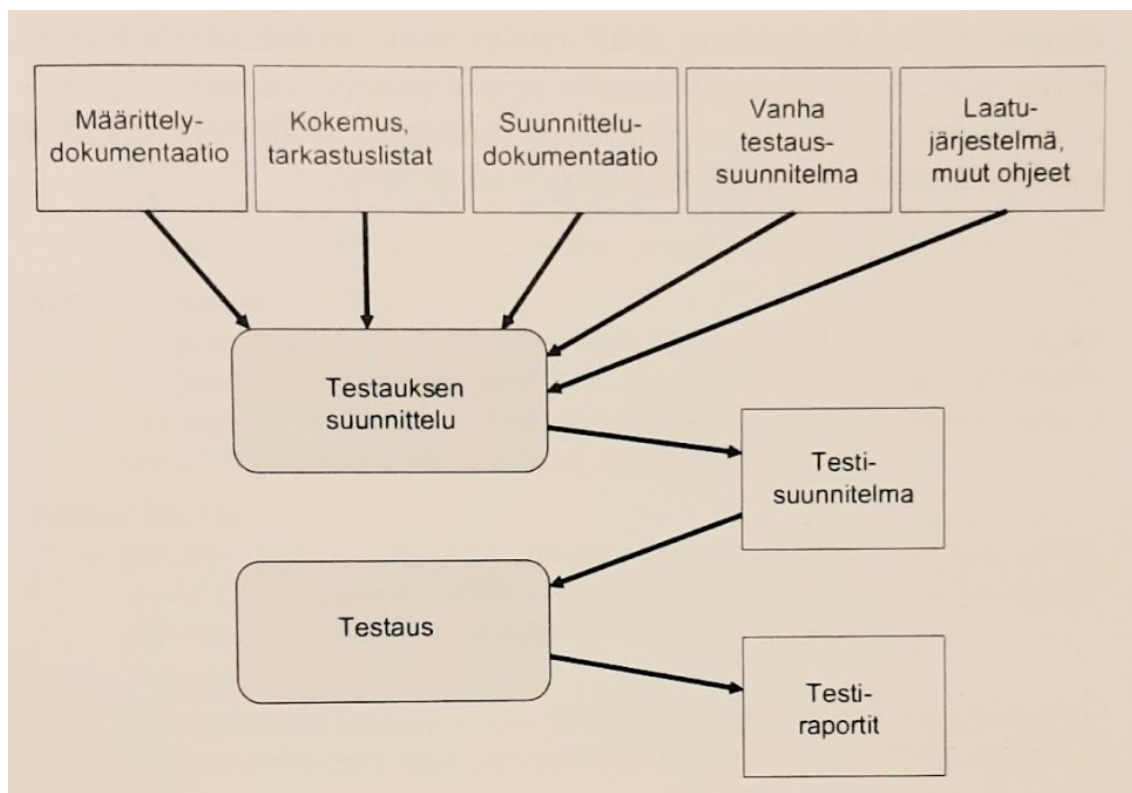 Määrittely-
dokumentaatio
Kokemus,
tarkastuslistat
Suunnittelu-
dokumentaatio
Vanha
testaus-
suunnitelma
Laatu-
järjestelmä,
muut ohjeet
Testauksen
suunnittelu
Testi-
suunnitelma
Testaus
Testi-
raportit